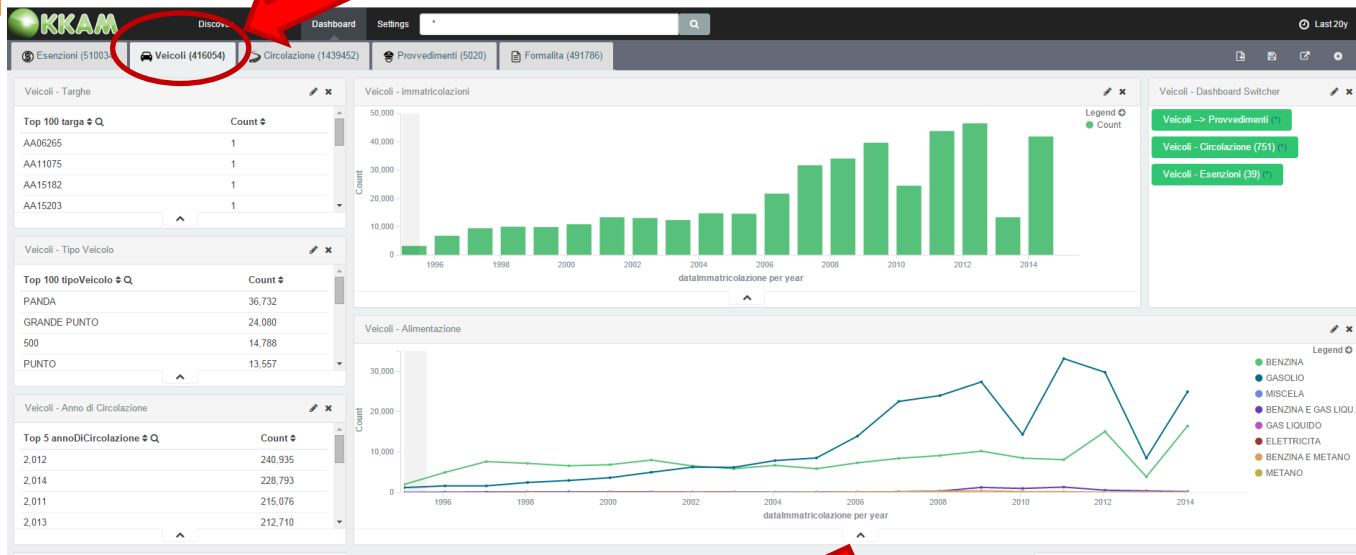 KKAM Dashboard Settings * Last 20y
Veicoli (416054) Circolazione (1439452) Provvedimenti (5020) Formalita (491786)
Veicoli - Targhe
Top 100 targa Count
AA06265 1
AA11075 1
AA15182 1
AA15203 1
Veicoli - Tipo Veicolo
Top 100 tipoVeicolo Count
PANDA 36,732
GRANDE PUNTO 24,080
500 14,788
PUNTO 13,557
Veicoli - Anno di Circolazione
Top 5 annoDiCircolazione Count
2,012 240,935
2,014 228,793
2,011 215,076
2,013 212,710
Veicoli - immatricolazioni
Legend
Count
50,000
40,000
30,000
20,000
10,000
0
Count
1996 1998 2000 2002 2004 2006 2008 2010 2012 2014
dataImmatricolazione per year
Veicoli - Dashboard Switcher
Veicoli --> Provvedimenti (*)
Veicoli - Circolazione (751) (*)
Veicoli - Esenzioni (39) (*)
Veicoli - Alimentazione
Legend
BENZINA
GASOLIO
MISCELA
BENZINA E GAS LIQU...
GAS LIQUIDO
ELETTRICITA
BENZINA E METANO
METANO
30,000
20,000
10,000
0
Count
1996 1998 2000 2002 2004 2006 2008 2010 2012 2014
dataImmatricolazione per year